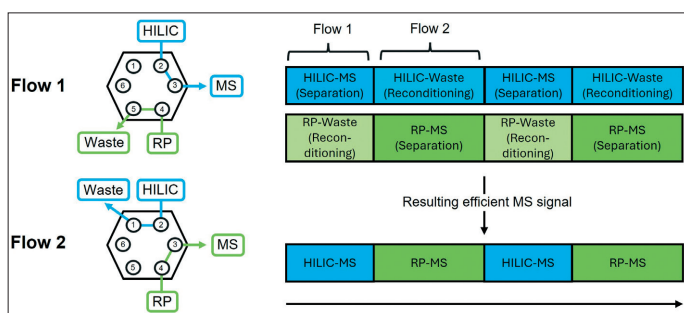 Flow 1
HILIC
1
2
6
3
MS
5
4
Waste
RP
Flow 2
Waste
HILIC
1
2
6
3
MS
5
4
RP
Flow 1
Flow 2
HILIC-MS
(Separation)
HILIC-Waste
(Reconditioning)
HILIC-MS
(Separation)
HILIC-Waste
(Reconditioning)
RP-Waste
(Recon-
ditioning)
RP-MS
(Separation)
RP-Waste
(Recon-
ditioning)
RP-MS
(Separation)
Resulting efficient MS signal
HILIC-MS
RP-MS
HILIC-MS
RP-MS